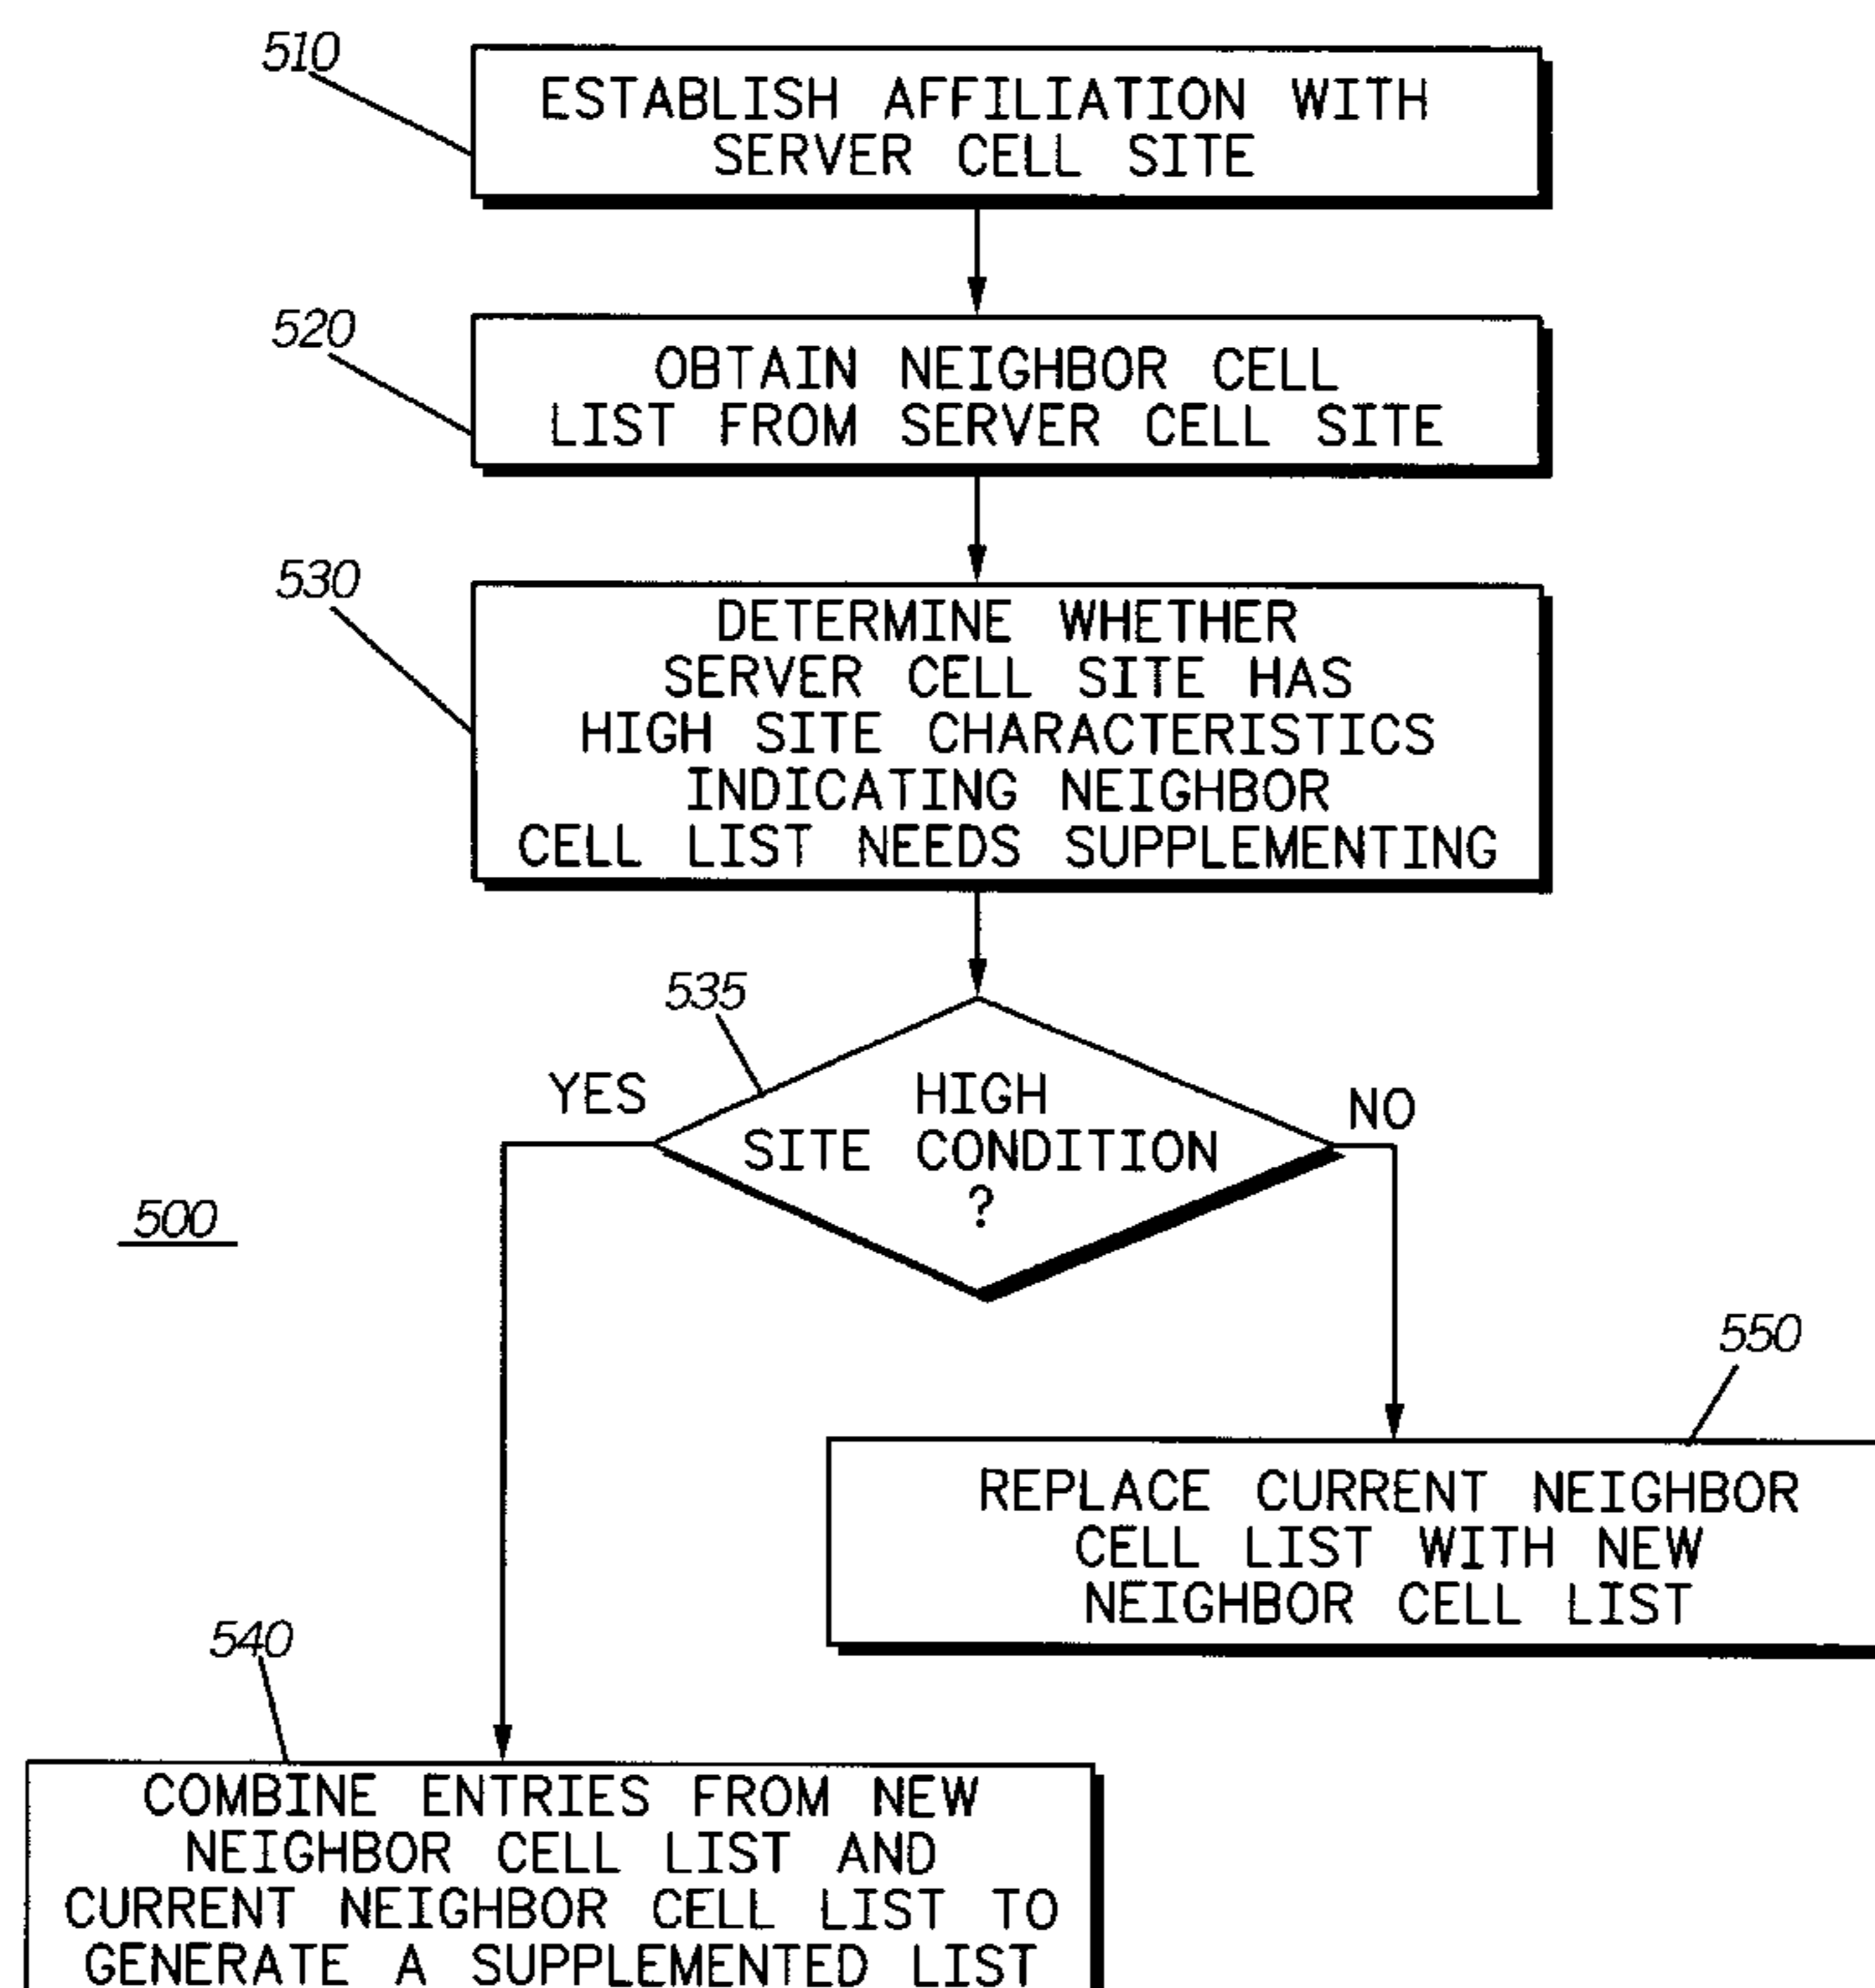 510
ESTABLISH AFFILIATION WITH
SERVER CELL SITE
520
OBTAIN NEIGHBOR CELL
LIST FROM SERVER CELL SITE
530
DETERMINE WHETHER
SERVER CELL SITE HAS
HIGH SITE CHARACTERISTICS
INDICATING NEIGHBOR
CELL LIST NEEDS SUPPLEMENTING
535
YES
HIGH
SITE CONDITION
?
NO
500
550
REPLACE CURRENT NEIGHBOR
CELL LIST WITH NEW
NEIGHBOR CELL LIST
540
COMBINE ENTRIES FROM NEW
NEIGHBOR CELL LIST AND
CURRENT NEIGHBOR CELL LIST TO
GENERATE A SUPPLEMENTED LIST